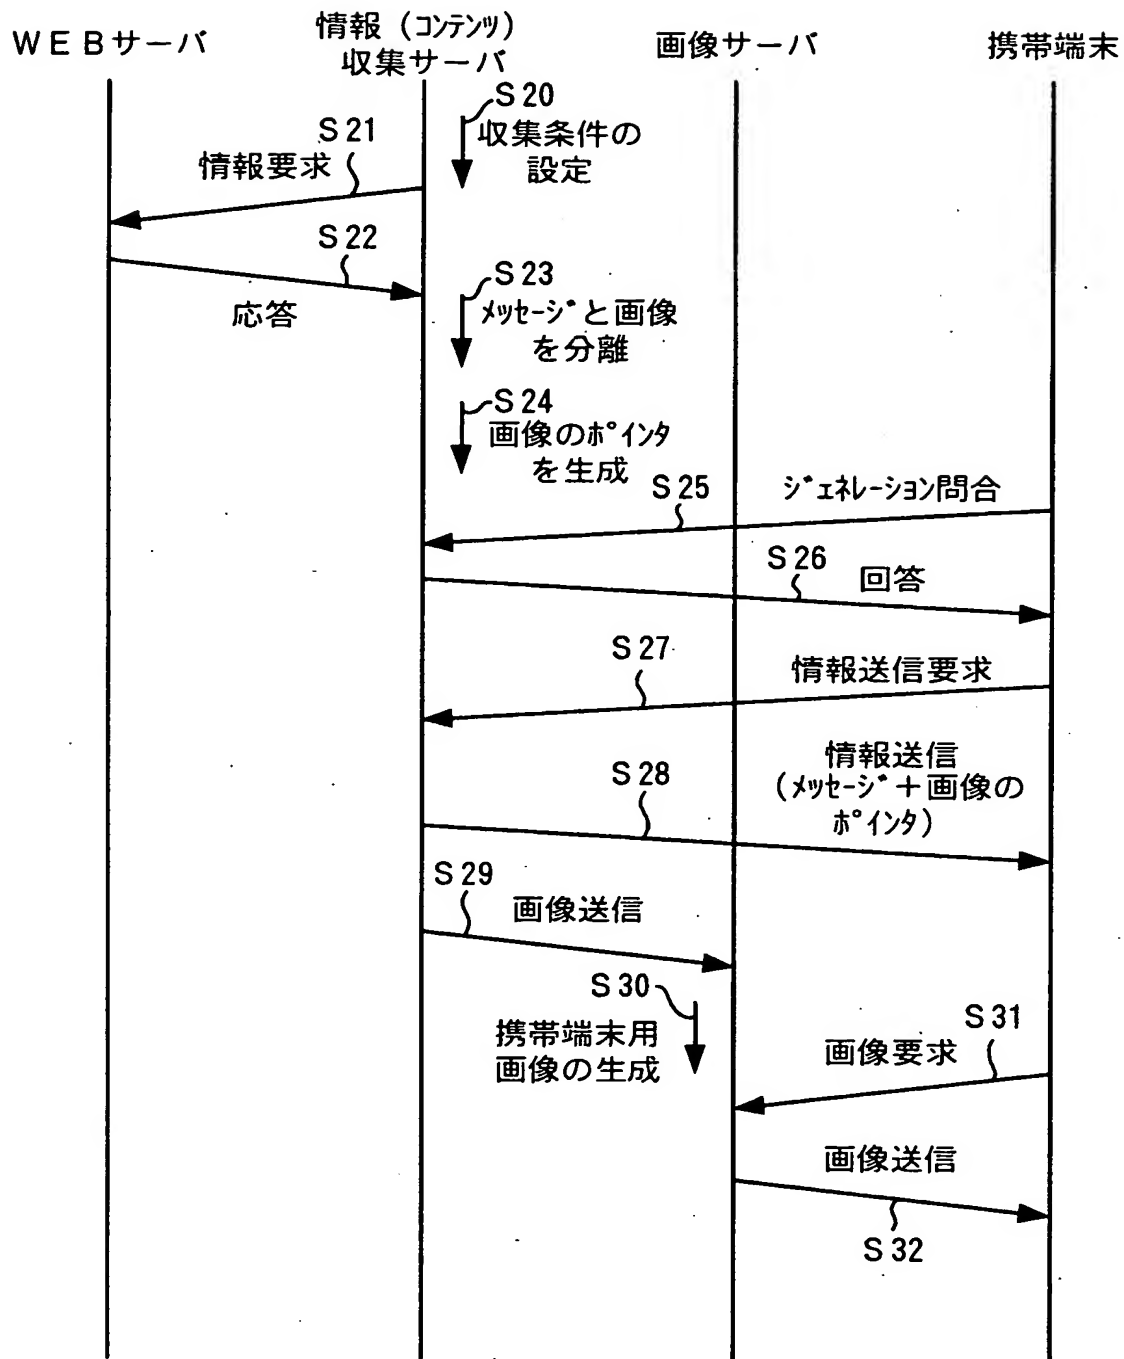 WEBサーバ
情報(コンテンツ)
収集サーバ
画像サーバ
携帯端末
S20
収集条件の
設定
S21
情報要求
S22
応答
S23
メッセージと画像
を分離
S24
画像のポインタ
を生成
S25
ジェネレーション問合
S26
回答
S27
情報送信要求
S28
情報送信
(メッセージ+画像の
ポインタ)
S29
画像送信
S30
携帯端末用
画像の生成
S31
画像要求
画像送信
S32